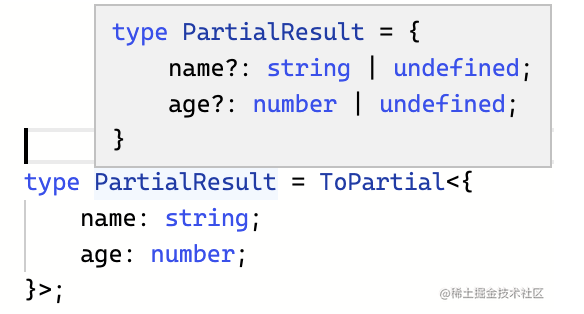 type PartialResult = {
    name?: string | undefined;
    age?: number | undefined;
}
type PartialResult = ToPartial<{
    name: string;
    age: number;
}>;
@稀土掘金技术社区